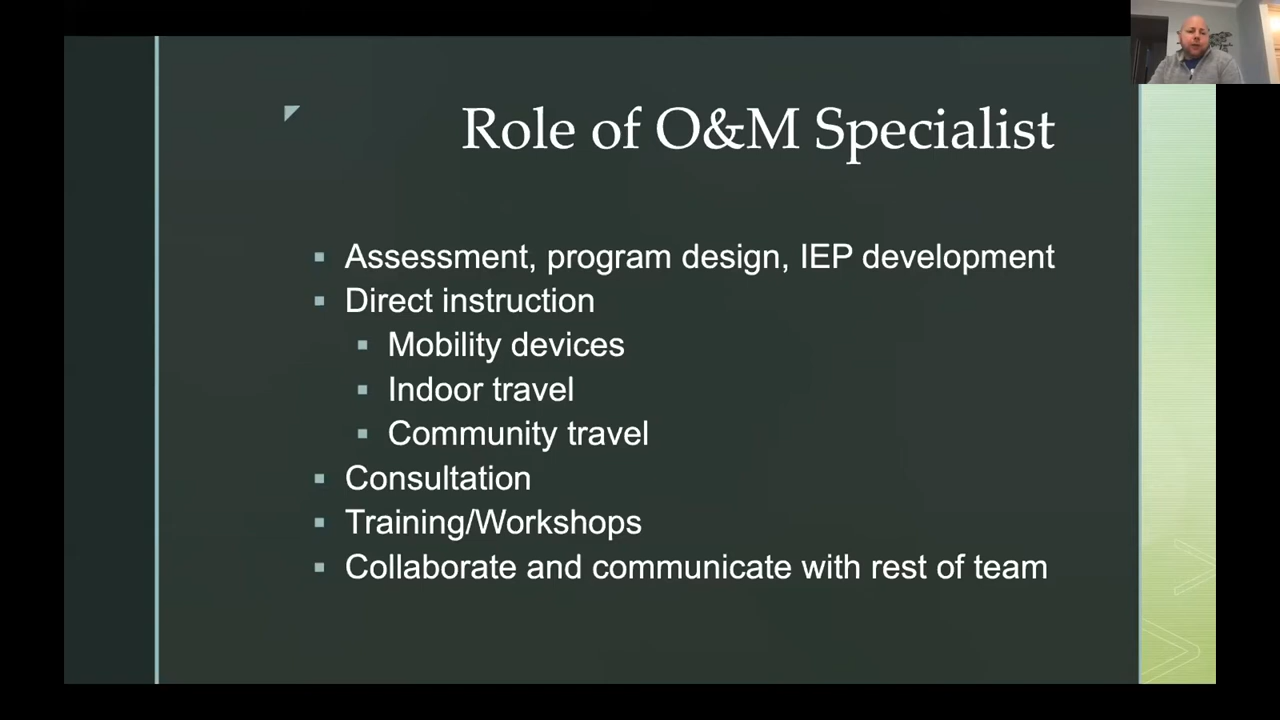 Role of O&M Specialist
Assessment, program design, IEP development
Direct instruction
Mobility devices
Indoor travel
Community travel
Consultation
Training/Workshops
Collaborate and communicate with rest of team